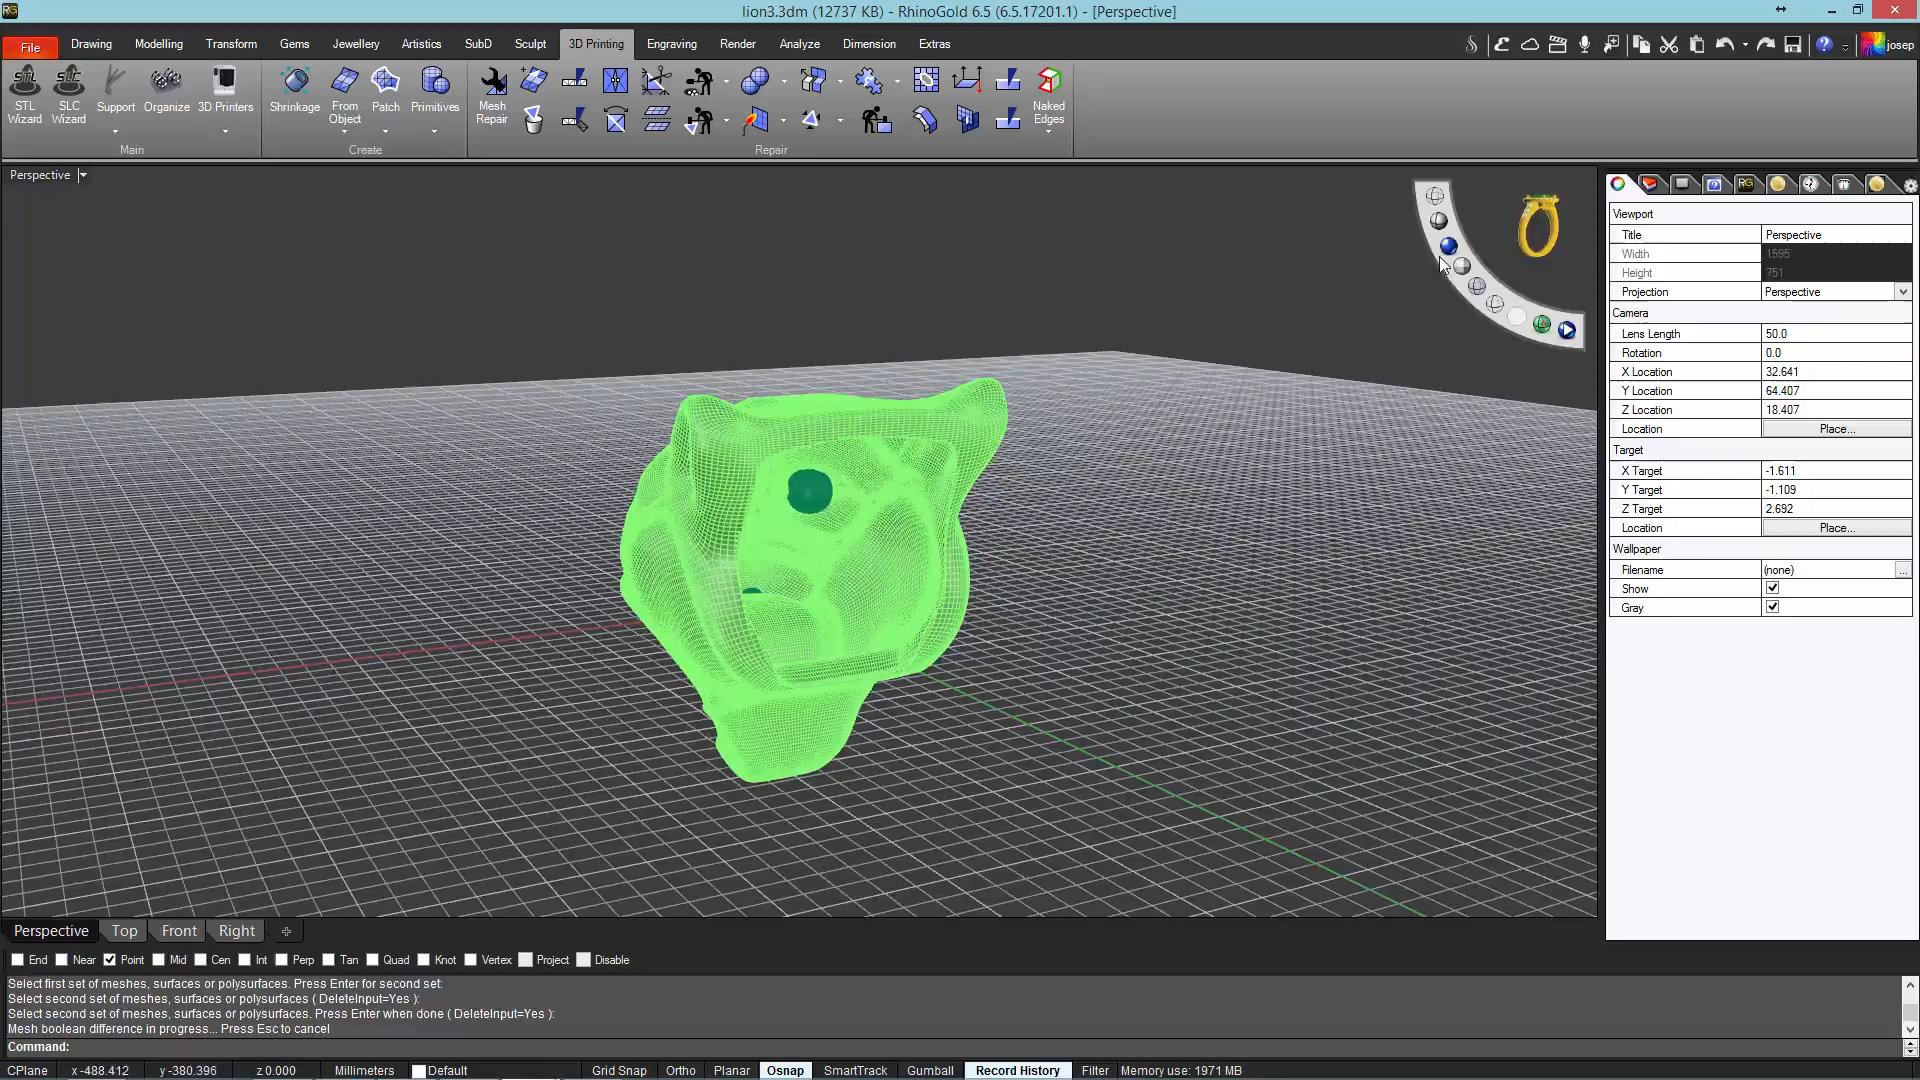 lion3.3dm (12737 KB) - RhinoGold 6.5 (6.5.17201.1) - [Perspective]
File Drawing Modelling Transform Gems Jewellery Artistics SubD Sculpt 3D Printing Engraving Render Analyze Dimension Extras josep
STL Wizard SLC Wizard Support Organize 3D Printers Shrinkage From Object Patch Primitives Mesh Repair Naked Edges
Main Create Repair
Perspective
Viewport
Title Perspective
Width 1595
Height 751
Projection Perspective
Camera
Lens Length 50.0
Rotation 0.0
X Location 32.641
Y Location 64.407
Z Location 18.407
Location Place...
Target
X Target -1.611
Y Target -1.109
Z Target 2.692
Location Place...
Wallpaper
Filename (none) ...
Show
Gray
Perspective Top Front Right
End Near Point Mid Cen Int Perp Tan Quad Knot Vertex Project Disable
Select first set of meshes, surfaces or polysurfaces. Press Enter for second set:
Select second set of meshes, surfaces or polysurfaces ( DeleteInput=Yes ):
Select second set of meshes, surfaces or polysurfaces. Press Enter when done ( DeleteInput=Yes ):
Mesh boolean difference in progress... Press Esc to cancel
Command:
CPlane x -488.412 y -380.396 z 0.000 Millimeters Default Grid Snap Ortho Planar Osnap SmartTrack Gumball Record History Filter Memory use: 1971 MB